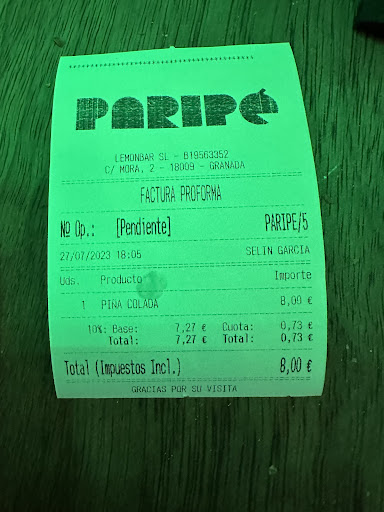 PARIPÉ
LEMONBAR SL - B19563352
C/ MORA, 2 - 18009 - GRANADA
FACTURA PROFORMA
Nº Op.: [Pendiente] PARIPE/5
27/07/2023 18:05 SELIN GARCIA
Uds. Producto Importe
1 PIÑA COLADA 8,00 €
10%: Base: 7,27 € Cuota: 0,73 €
Total: 7,27 € Total: 0,73 €
Total (Impuestos Incl.) 8,00 €
GRACIAS POR SU VISITA